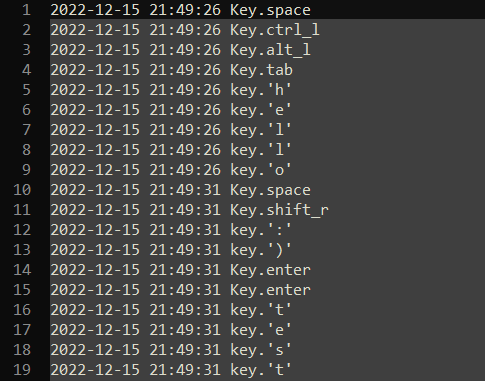 1 2022-12-15 21:49:26 Key.space
2 2022-12-15 21:49:26 Key.ctrl_l
3 2022-12-15 21:49:26 Key.alt_l
4 2022-12-15 21:49:26 Key.tab
5 2022-12-15 21:49:26 key.'h'
6 2022-12-15 21:49:26 key.'e'
7 2022-12-15 21:49:26 key.'l'
8 2022-12-15 21:49:26 key.'l'
9 2022-12-15 21:49:26 key.'o'
10 2022-12-15 21:49:31 Key.space
11 2022-12-15 21:49:31 Key.shift_r
12 2022-12-15 21:49:31 key.':'
13 2022-12-15 21:49:31 key.')'
14 2022-12-15 21:49:31 Key.enter
15 2022-12-15 21:49:31 Key.enter
16 2022-12-15 21:49:31 key.'t'
17 2022-12-15 21:49:31 key.'e'
18 2022-12-15 21:49:31 key.'s'
19 2022-12-15 21:49:31 key.'t'